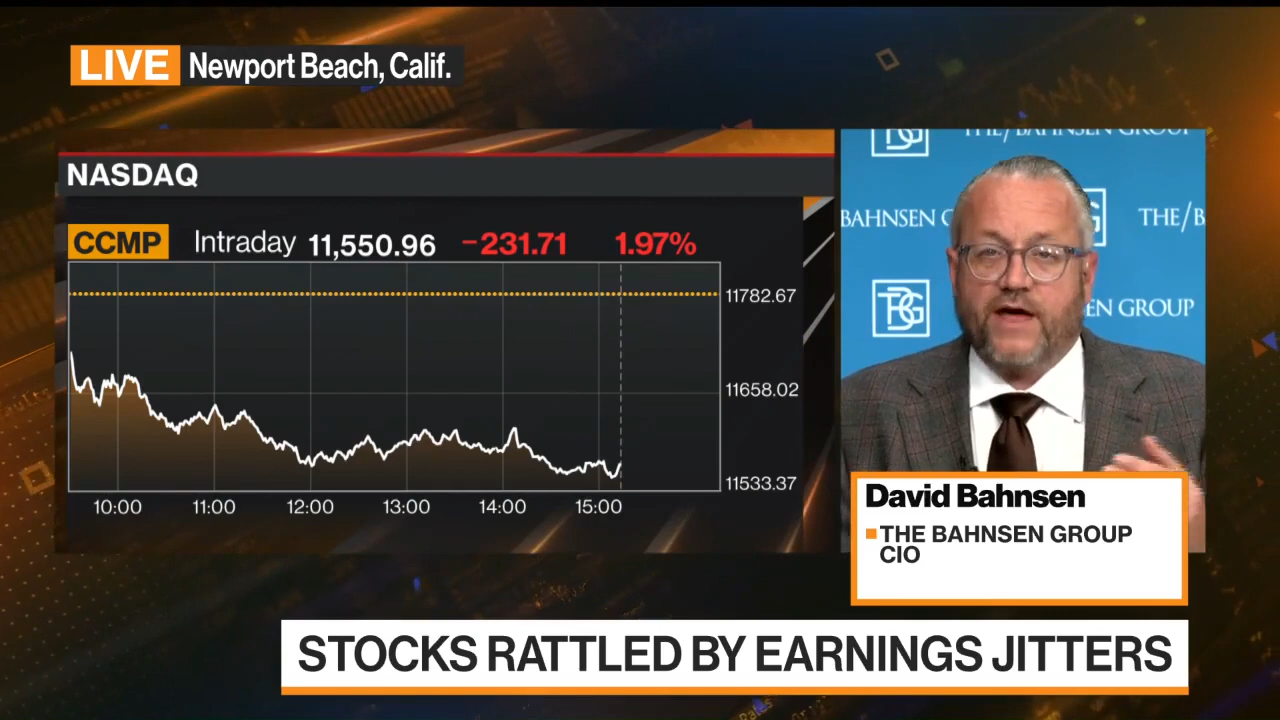 LIVE Newport Beach, Calif.
NASDAQ
CCMP Intraday 11,550.96 -231.71 1.97%
11782.67
11658.02
11533.37
10:00 11:00 12:00 13:00 14:00 15:00
THE/BAHNSEN GROUP
BAHNSEN G
THE/B
EN GROUP
David Bahnsen
THE BAHNSEN GROUP
CIO
STOCKS RATTLED BY EARNINGS JITTERS